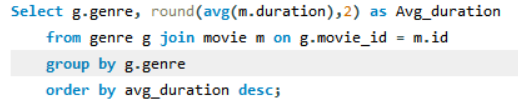 Select g.genre, round(avg(m.duration),2) as Avg_duration
from genre g join movie m on g.movie_id = m.id
group by g.genre
order by avg_duration desc;